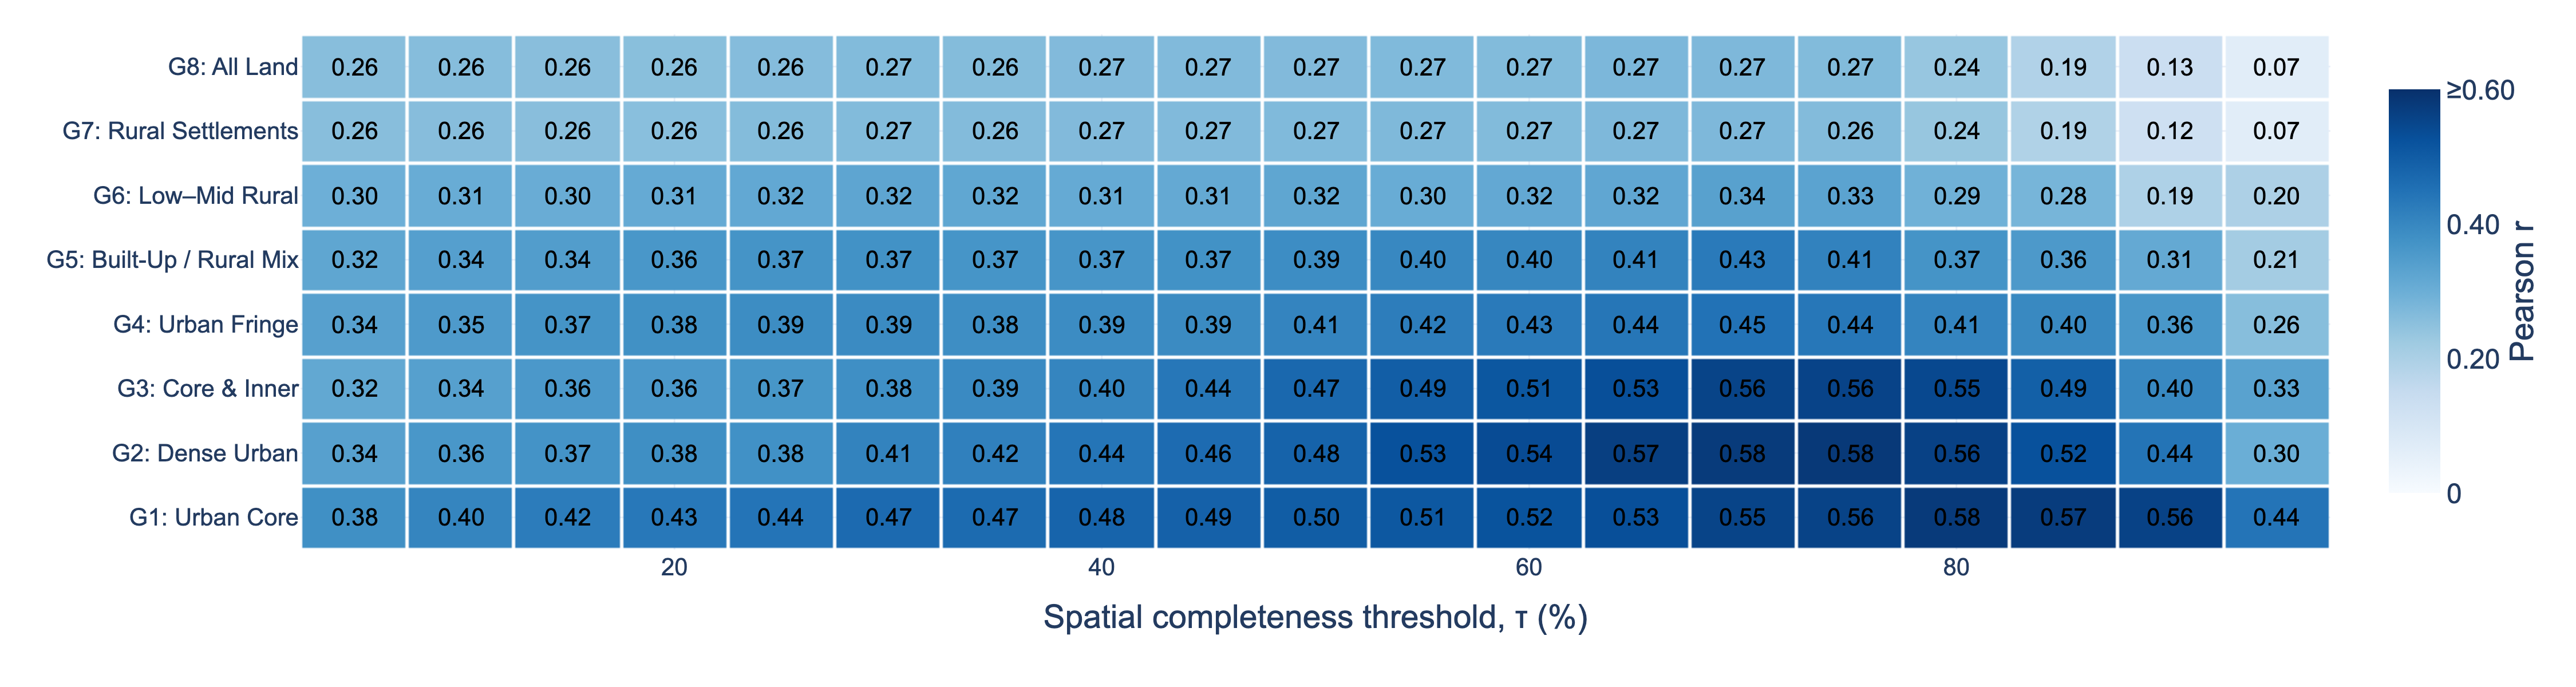 G8: All Land 0.26 0.26 0.26 0.26 0.26 0.27 0.26 0.27 0.27 0.27 0.27 0.27 0.27 0.27 0.27 0.24 0.19 0.13 0.07
G7: Rural Settlements 0.26 0.26 0.26 0.26 0.26 0.27 0.26 0.27 0.27 0.27 0.27 0.27 0.27 0.27 0.26 0.24 0.19 0.12 0.07
G6: Low–Mid Rural 0.30 0.31 0.30 0.31 0.32 0.32 0.32 0.31 0.31 0.32 0.30 0.32 0.32 0.34 0.33 0.29 0.28 0.19 0.20
G5: Built-Up / Rural Mix 0.32 0.34 0.34 0.36 0.37 0.37 0.37 0.37 0.37 0.39 0.40 0.40 0.41 0.43 0.41 0.37 0.36 0.31 0.21
G4: Urban Fringe 0.34 0.35 0.37 0.38 0.39 0.39 0.38 0.39 0.39 0.41 0.42 0.43 0.44 0.45 0.44 0.41 0.40 0.36 0.26
G3: Core & Inner 0.32 0.34 0.36 0.36 0.37 0.38 0.39 0.40 0.44 0.47 0.49 0.51 0.53 0.56 0.56 0.55 0.49 0.40 0.33
G2: Dense Urban 0.34 0.36 0.37 0.38 0.38 0.41 0.42 0.44 0.46 0.48 0.53 0.54 0.57 0.58 0.58 0.56 0.52 0.44 0.30
G1: Urban Core 0.38 0.40 0.42 0.43 0.44 0.47 0.47 0.48 0.49 0.50 0.51 0.52 0.53 0.55 0.56 0.58 0.57 0.56 0.44
20 40 60 80
Spatial completeness threshold, τ (%)
≥0.60
0.40
0.20
0
Pearson r